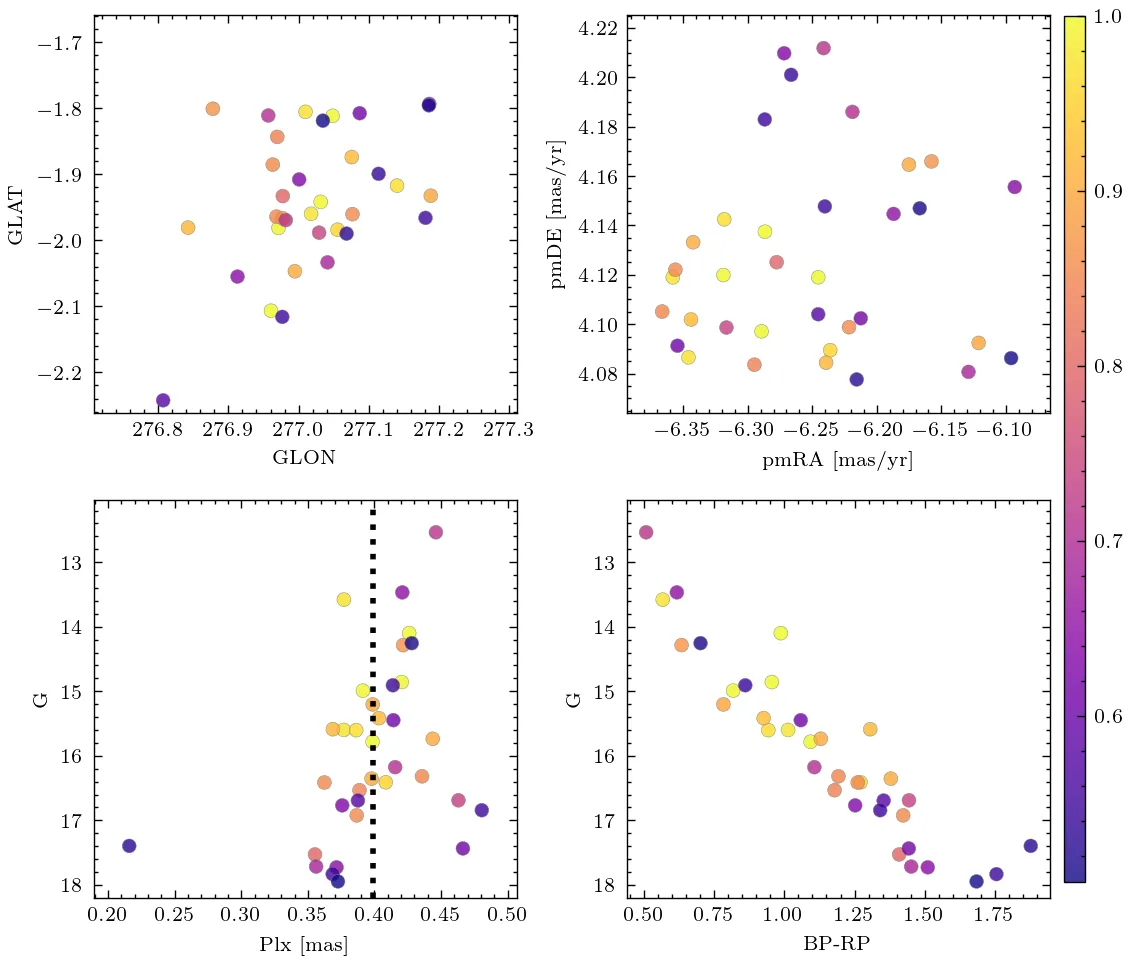 −1.7
−1.8
−1.9
−2.0
−2.1
−2.2
GLAT
276.8 276.9 277.0 277.1 277.2 277.3
GLON
4.22
4.20
4.18
4.16
4.14
4.12
4.10
4.08
pmDE [mas/yr]
−6.35 −6.30 −6.25 −6.20 −6.15 −6.10
pmRA [mas/yr]
1.0
0.9
0.8
0.7
0.6
13
14
15
16
17
18
G
0.20 0.25 0.30 0.35 0.40 0.45 0.50
Plx [mas]
13
14
15
16
17
18
G
0.50 0.75 1.00 1.25 1.50 1.75
BP-RP